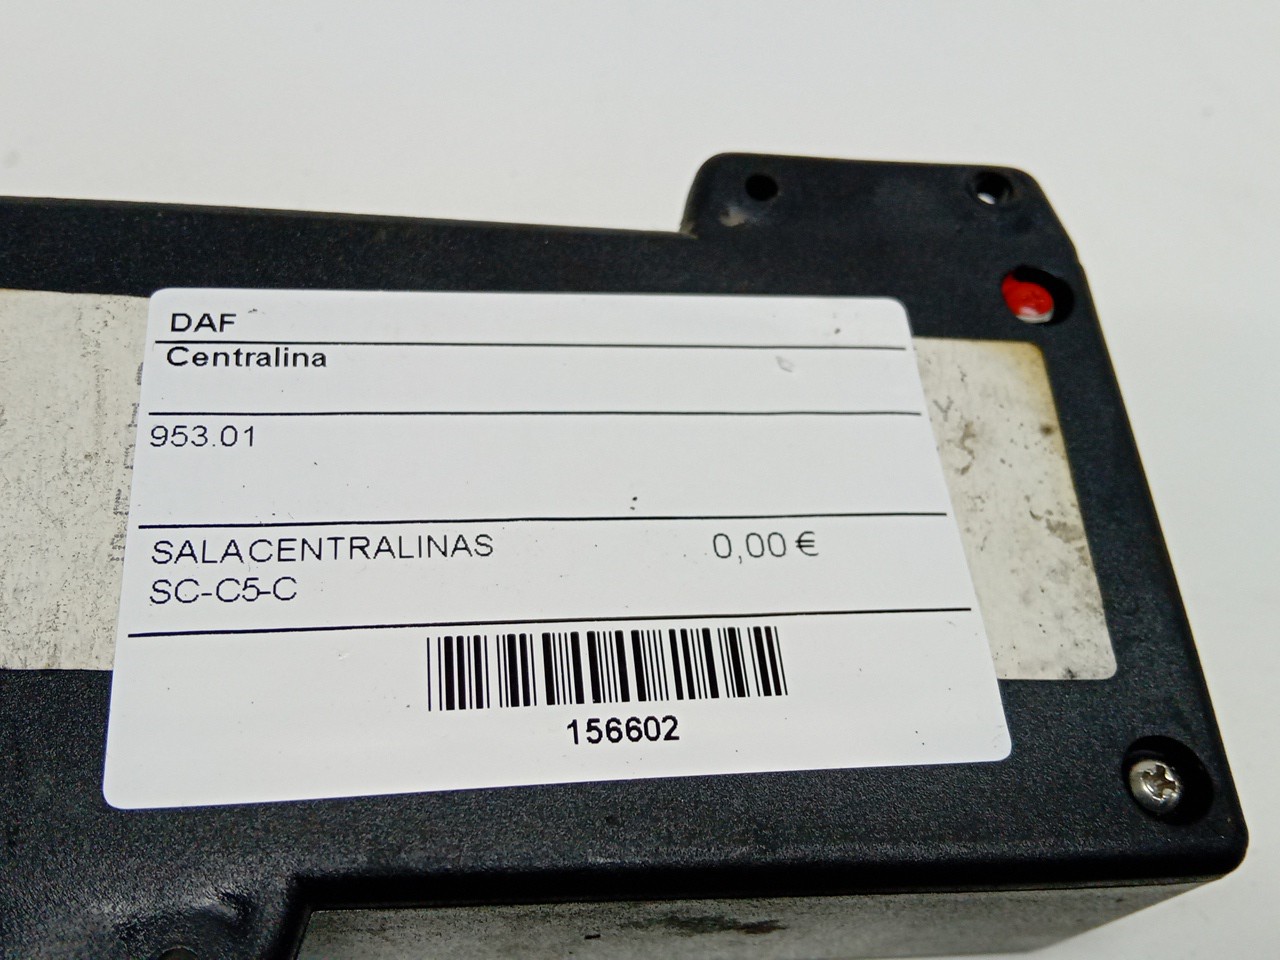 DAF
Centralina
953.01
SALACENTRALINAS 0,00 €
SC-C5-C
156602